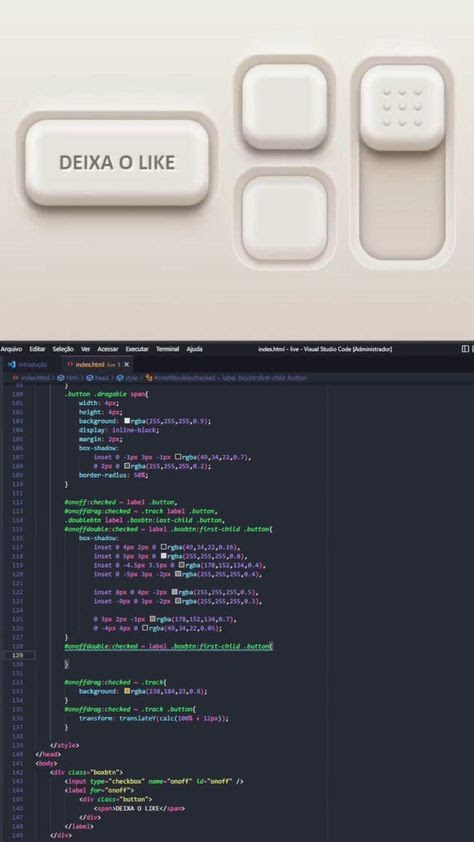 DEIXA O LIKE
Arquivo Editar Seleção Ver Acessar Executar Terminal Ajuda index.html - live - Visual Studio Code [Administrador]
Introdução index.html live 1
index.html > html > head > style > #onoffdouble:checked ~ label .boxbtn:first-child .button
99 }
100 .button .dragable span{
101 width: 4px;
102 height: 4px;
103 background: rgba(255,255,255,0.9);
104 display: inline-block;
105 margin: 2px;
106 box-shadow:
107 inset 0 -1px 3px -1px rgba(49,34,22,0.7),
108 0 2px 0 rgba(255,255,255,0.2);
109 border-radius: 50%;
110 }
111
112 #onoff:checked ~ label .button,
113 #onoffdrag:checked ~ .track label .button,
114 .doublebtn label .boxbtn:last-child .button,
115 #onoffdouble:checked ~ label .boxbtn:first-child .button{
116 box-shadow:
117 inset 0 4px 2px 0 rgba(49,34,22,0.16),
118 inset 0 5px 3px 0 rgba(255,255,255,0.8),
119 inset 0 -4.5px 3.5px 0 rgba(178,152,134,0.4),
120 inset 0 -5px 3px -2px rgba(255,255,255,0.4),
121
122 inset 8px 0 4px -2px rgba(255,255,255,0.5),
123 inset -9px 0 3px -2px rgba(255,255,255,0.3),
124
125 0 3px 2px -1px rgba(178,152,134,0.7),
126 0 -4px 4px 0 rgba(49,34,22,0.05);
127 }
128 #onoffdouble:checked ~ label .boxbtn:first-child .button{
129
130 }
131
132 #onoffdrag:checked ~ .track{
133 background: rgba(238,184,23,0.8);
134 }
135 #onoffdrag:checked ~ .track .button{
136 transform: translateY(calc(100% + 12px));
137 }
138
139 </style>
140 </head>
141 <body>
142 <div class="boxbtn">
143 <input type="checkbox" name="onoff" id="onoff" />
144 <label for="onoff">
145 <div class="button">
146 <span>DEIXA O LIKE</span>
147 </div>
148 </label>
149 </div>